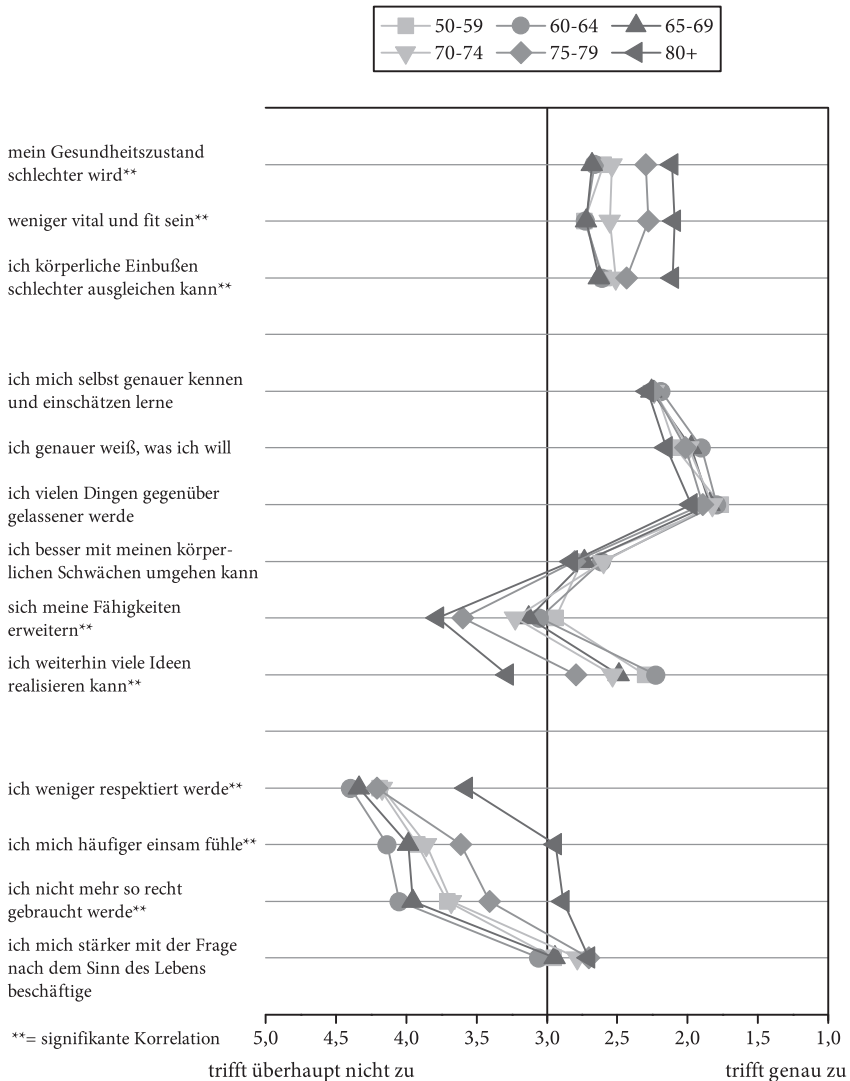 50-59 60-64 65-69
70-74 75-79 80+
mein Gesundheitszustand
schlechter wird**
weniger vital und fit sein**
ich körperliche Einbußen
schlechter ausgleichen kann**
ich mich selbst genauer kennen
und einschätzen lerne
ich genauer weiß, was ich will
ich vielen Dingen gegenüber
gelassener werde
ich besser mit meinen körper-
lichen Schwächen umgehen kann
sich meine Fähigkeiten
erweitern**
ich weiterhin viele Ideen
realisieren kann**
ich weniger respektiert werde**
ich mich häufiger einsam fühle**
ich nicht mehr so recht
gebraucht werde**
ich mich stärker mit der Frage
nach dem Sinn des Lebens
beschäftige
**= signifikante Korrelation
5,0 4,5 4,0 3,5 3,0 2,5 2,0 1,5 1,0
trifft überhaupt nicht zu trifft genau zu